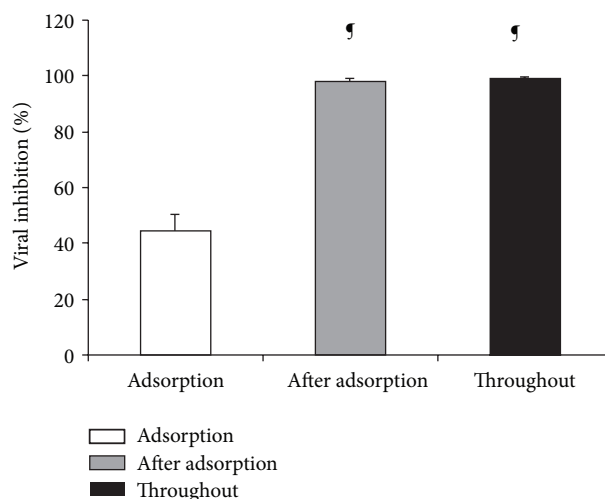 120
¶ ¶
100
80
60
40
20
0
Viral inhibition (%)
Adsorption After adsorption Throughout
Adsorption
After adsorption
Throughout